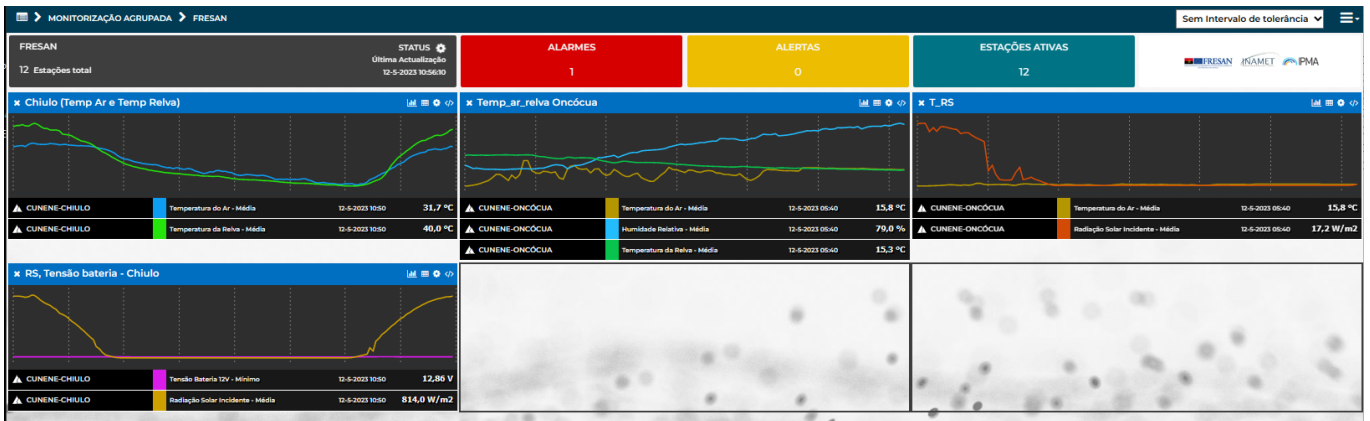 MONITORIZAÇÃO AGRUPADA FRESAN
Sem Intervalo de tolerância
FRESAN
STATUS
12 Estações total
Última Actualização
12-5-2023 10:56:10
ALARMES
1
ALERTAS
0
ESTAÇÕES ATIVAS
12
FRESAN INAMET IPMA
Chiulo (Temp Ar e Temp Relva)
CUNENE-CHIULO Temperatura do Ar - Média 12-5-2023 10:50 31,7 ºC
CUNENE-CHIULO Temperatura da Relva - Média 12-5-2023 10:50 40,0 ºC
Temp_ar_relva Oncócua
CUNENE-ONCÓCUA Temperatura do Ar - Média 12-5-2023 05:40 15,8 ºC
CUNENE-ONCÓCUA Humidade Relativa - Média 12-5-2023 05:40 79,0 %
CUNENE-ONCÓCUA Temperatura da Relva - Média 12-5-2023 05:40 15,3 ºC
T_RS
CUNENE-ONCÓCUA Temperatura do Ar - Média 12-5-2023 05:40 15,8 ºC
CUNENE-ONCÓCUA Radiação Solar Incidente - Média 12-5-2023 05:40 17,2 W/m2
RS, Tensão bateria - Chiulo
CUNENE-CHIULO Tensão Bateria 12V - Mínimo 12-5-2023 10:50 12,86 V
CUNENE-CHIULO Radiação Solar Incidente - Média 12-5-2023 10:50 814,0 W/m2